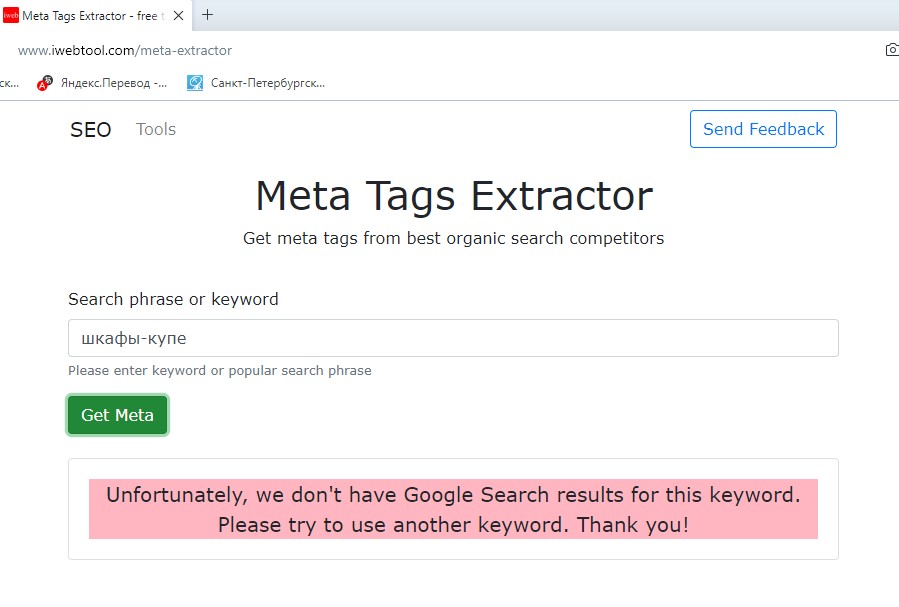 Meta Tags Extractor - free t
www.iwebtool.com/meta-extractor
ск... Яндекс.Перевод -... Санкт-Петербургск...
SEO Tools Send Feedback
Meta Tags Extractor
Get meta tags from best organic search competitors
Search phrase or keyword
шкафы-купе
Please enter keyword or popular search phrase
Get Meta
Unfortunately, we don't have Google Search results for this keyword.
Please try to use another keyword. Thank you!